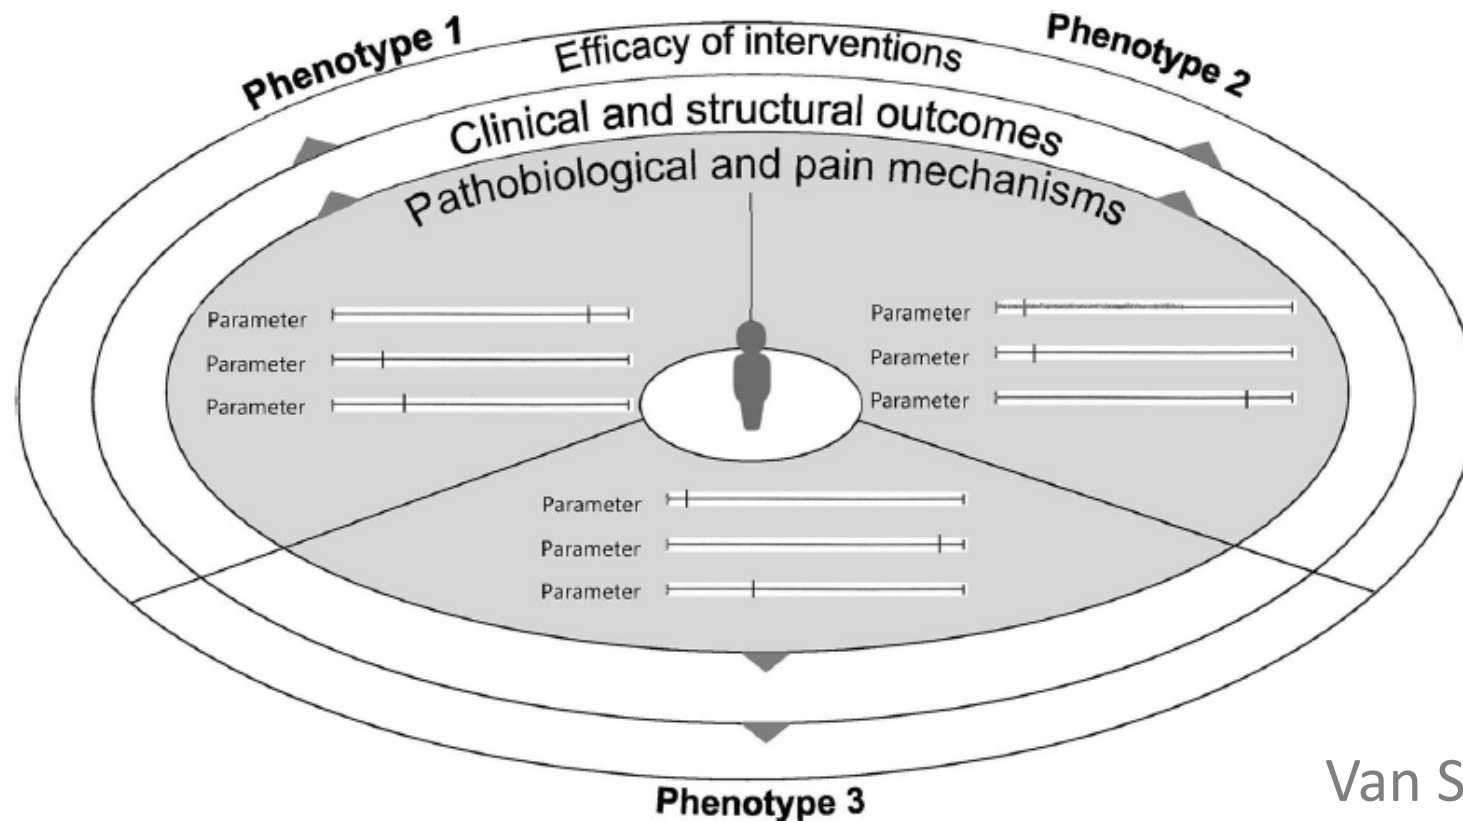 Phenotype 1
Phenotype 2
Efficacy of interventions
Clinical and structural outcomes
Pathobiological and pain mechanisms
Parameter
Parameter
Parameter
Parameter
Parameter
Parameter
Parameter
Parameter
Parameter
Phenotype 3
Van S